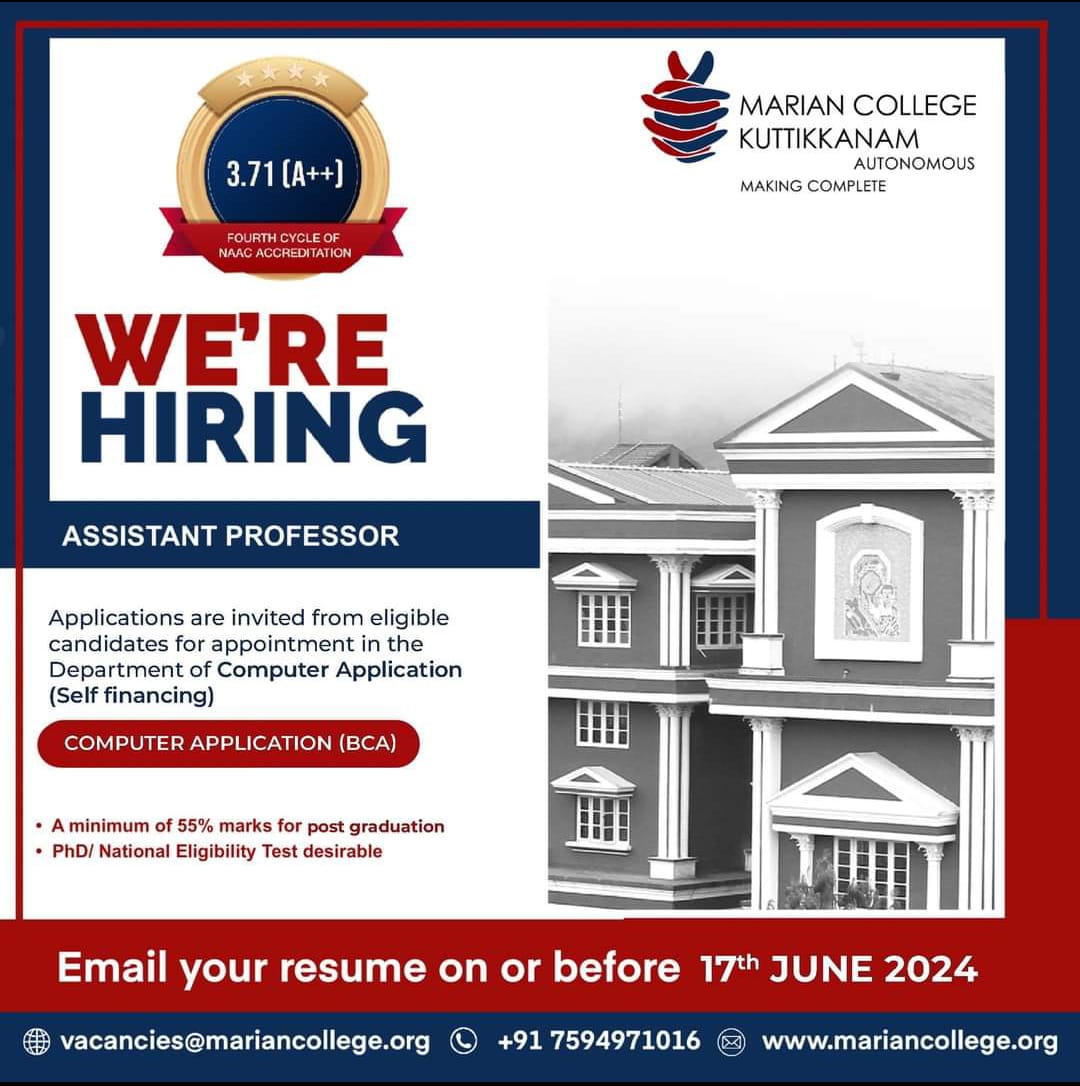 3.71 (A++)
FOURTH CYCLE OF
NAAC ACCREDITATION
MARIAN COLLEGE
KUTTIKKANAM
AUTONOMOUS
MAKING COMPLETE
WE'RE
HIRING
ASSISTANT PROFESSOR
Applications are invited from eligible
candidates for appointment in the
Department of Computer Application
(Self financing)
COMPUTER APPLICATION (BCA)
• A minimum of 55% marks for post graduation
• PhD/ National Eligibility Test desirable
Email your resume on or before 17th JUNE 2024
vacancies@mariancollege.org +91 7594971016 www.mariancollege.org